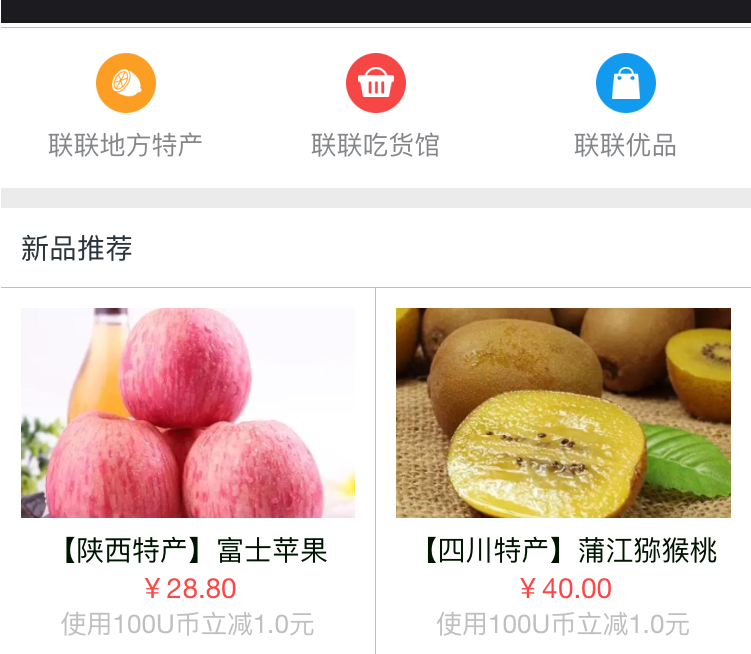 联联地方特产
联联吃货馆
联联优品
新品推荐
【陕西特产】富士苹果
￥28.80
使用100U币立减1.0元
【四川特产】蒲江猕猴桃
￥40.00
使用100U币立减1.0元